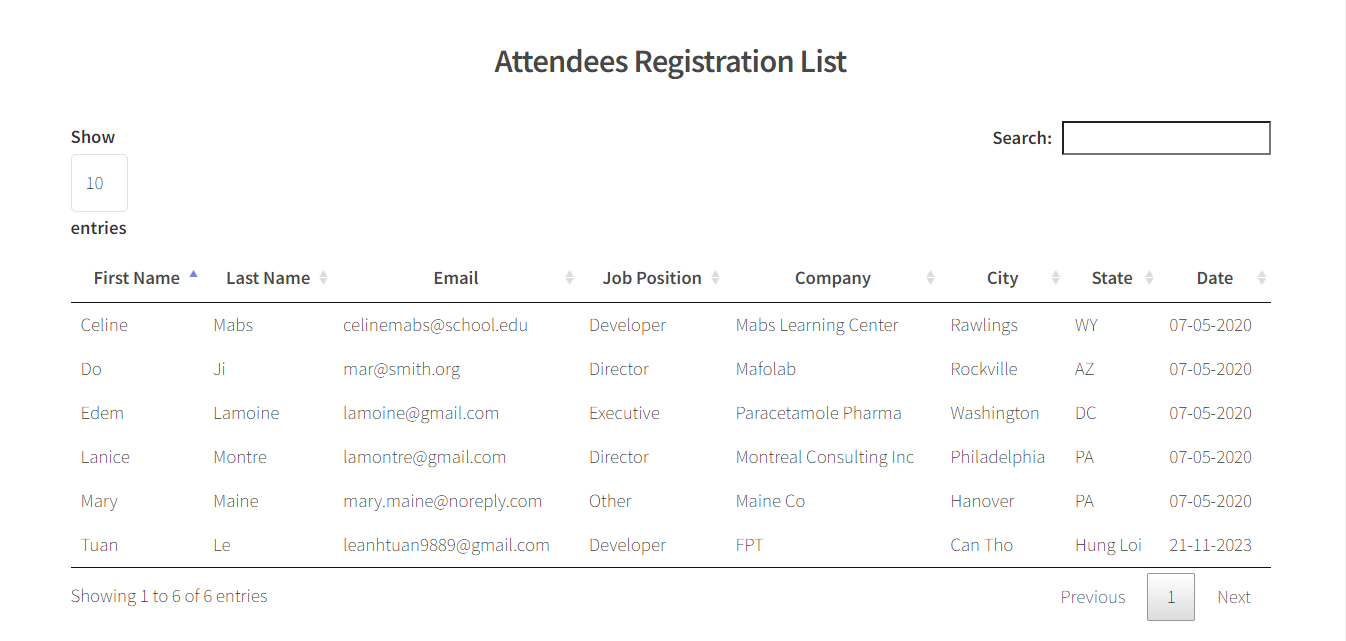 Attendees Registration List
Show
Search:
10
entries
First Name Last Name Email Job Position Company City State Date
Celine Mabs celinemabs@school.edu Developer Mabs Learning Center Rawlings WY 07-05-2020
Do Ji mar@smith.org Director Mafolab Rockville AZ 07-05-2020
Edem Lamoine lamoine@gmail.com Executive Paracetamole Pharma Washington DC 07-05-2020
Lanice Montre lamontre@gmail.com Director Montreal Consulting Inc Philadelphia PA 07-05-2020
Mary Maine mary.maine@noreply.com Other Maine Co Hanover PA 07-05-2020
Tuan Le leanhtuan9889@gmail.com Developer FPT Can Tho Hung Loi 21-11-2023
Showing 1 to 6 of 6 entries
Previous 1 Next